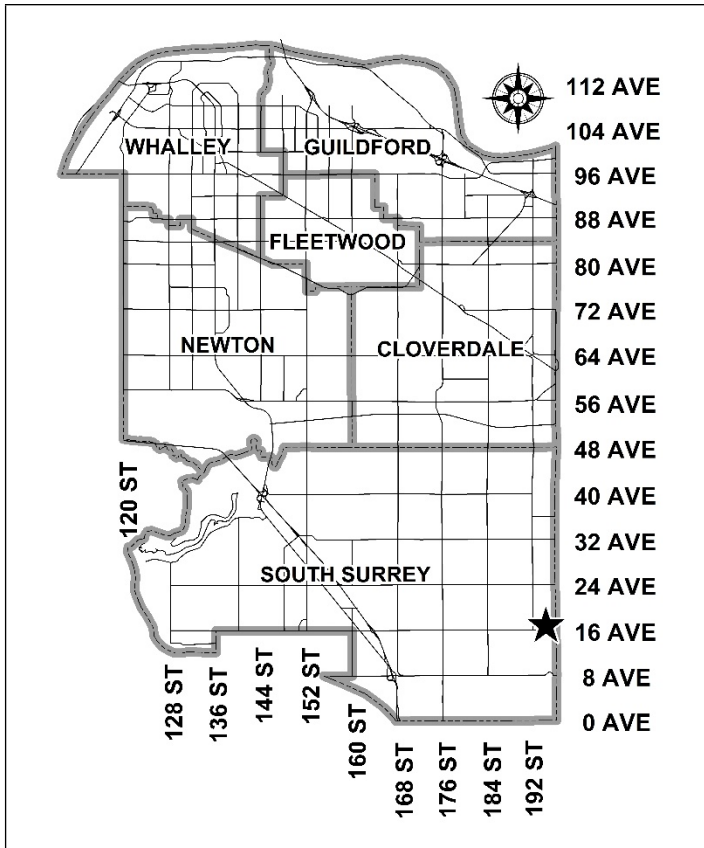 112 AVE
104 AVE
WHALLEY
GUILDFORD
96 AVE
88 AVE
FLEETWOOD
80 AVE
72 AVE
NEWTON
CLOVERDALE
64 AVE
56 AVE
48 AVE
120 ST
40 AVE
32 AVE
SOUTH SURREY
24 AVE
16 AVE
8 AVE
0 AVE
128 ST
136 ST
144 ST
152 ST
160 ST
168 ST
176 ST
184 ST
192 ST